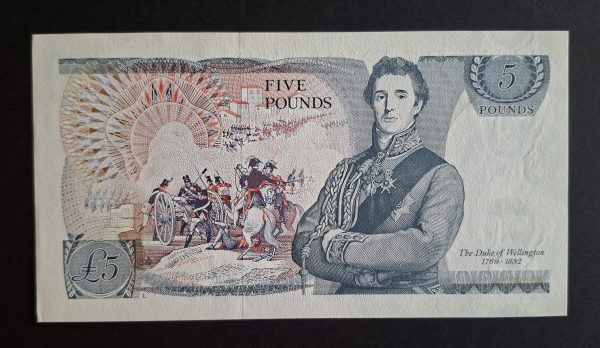 FIVE
POUNDS
5
POUNDS
The Duke of Wellington
1769-1852
£5
L